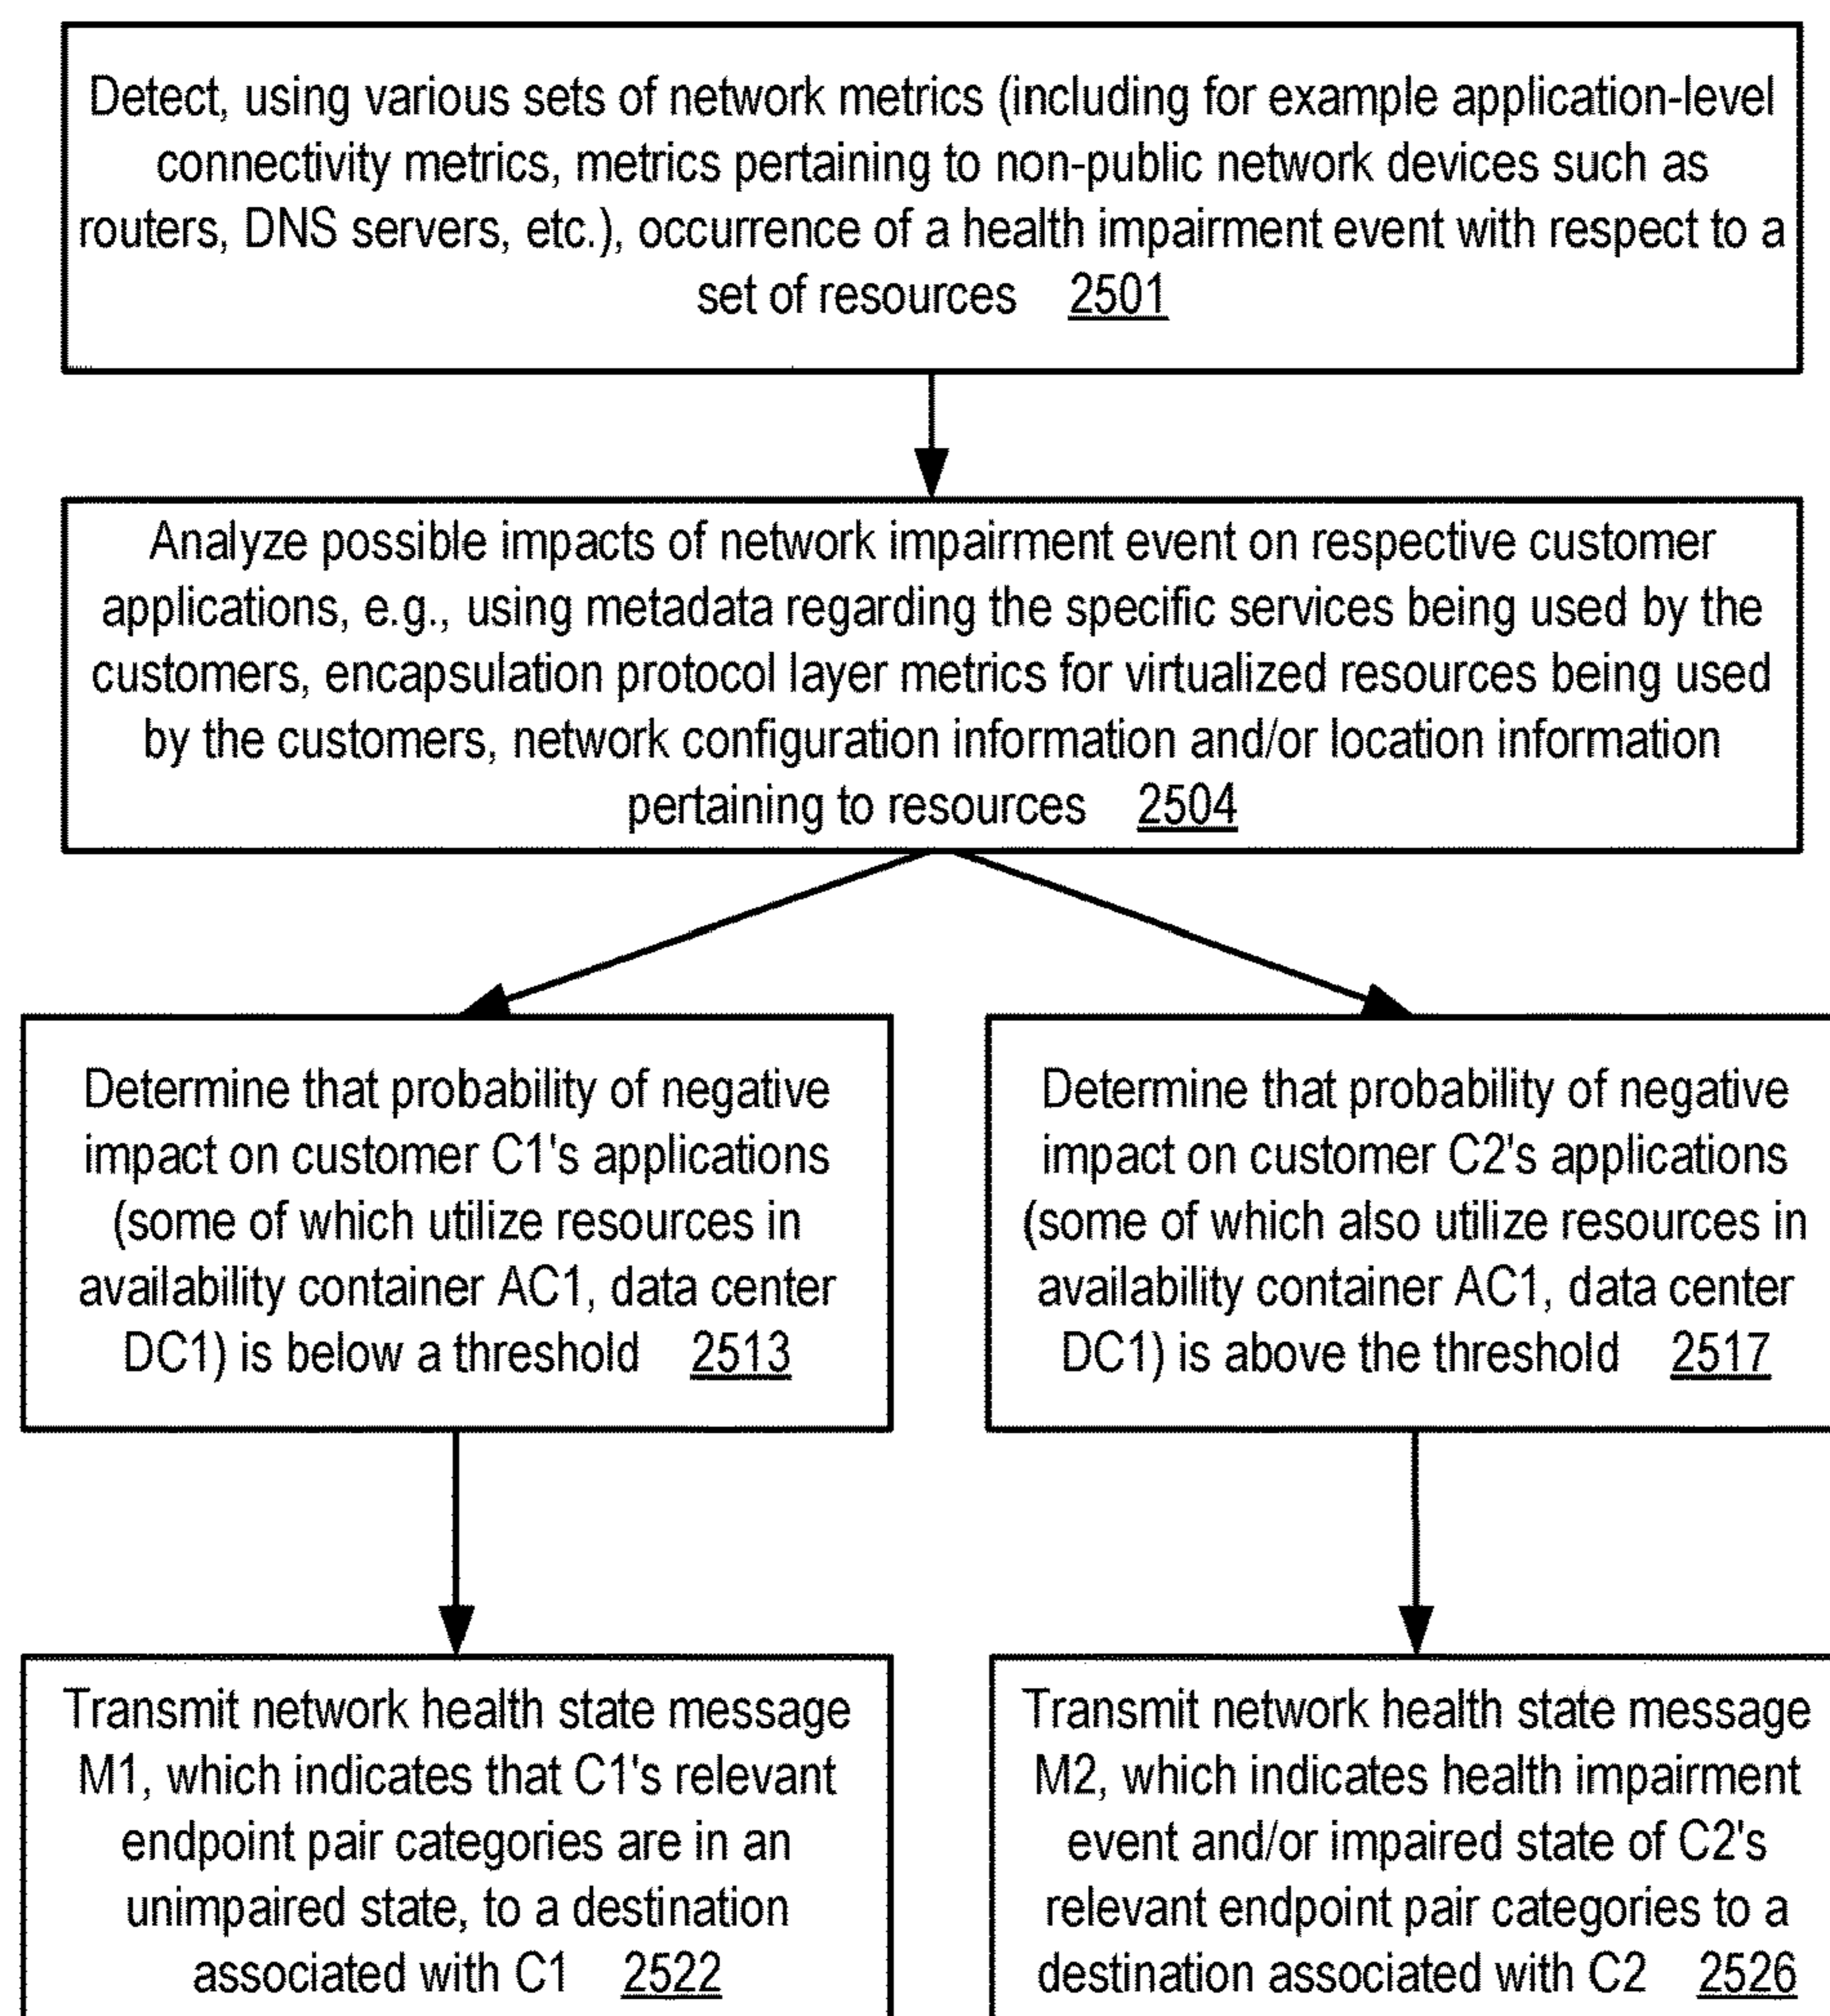 Detect, using various sets of network metrics (including for example application-level
connectivity metrics, metrics pertaining to non-public network devices such as
routers, DNS servers, etc.), occurrence of a health impairment event with respect to a
set of resources 2501
Analyze possible impacts of network impairment event on respective customer
applications, e.g., using metadata regarding the specific services being used by the
customers, encapsulation protocol layer metrics for virtualized resources being used
by the customers, network configuration information and/or location information
pertaining to resources 2504
Determine that probability of negative
impact on customer C1's applications
(some of which utilize resources in
availability container AC1, data center
DC1) is below a threshold 2513
Determine that probability of negative
impact on customer C2's applications
(some of which also utilize resources in
availability container AC1, data center
DC1) is above the threshold 2517
Transmit network health state message
M1, which indicates that C1's relevant
endpoint pair categories are in an
unimpaired state, to a destination
associated with C1 2522
Transmit network health state message
M2, which indicates health impairment
event and/or impaired state of C2's
relevant endpoint pair categories to a
destination associated with C2 2526